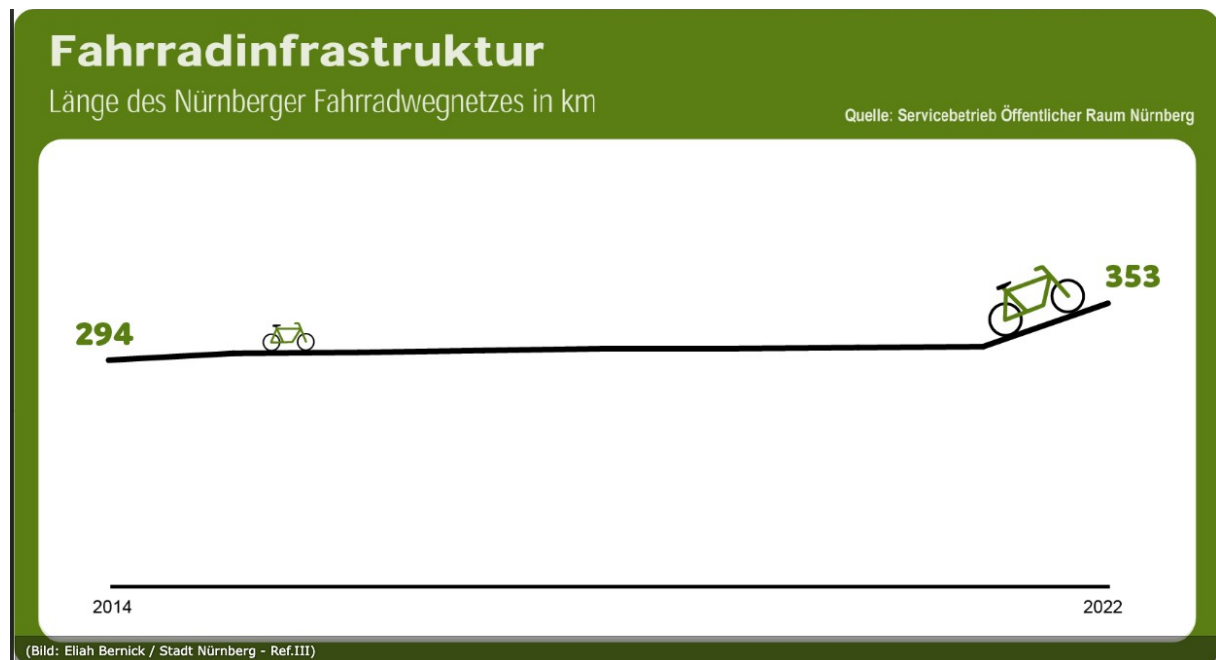 Fahrradinfrastruktur
Länge des Nürnberger Fahrradwegnetzes in km
Quelle: Servicebetrieb Öffentlicher Raum Nürnberg
353
294
2014
2022
(Bild: Eliah Bernick / Stadt Nürnberg - Ref.III)